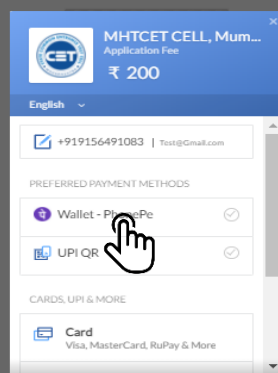 MHTCET CELL, Mum...
Application Fee
CET
₹ 200
English
+919156491083 | Test@Gmail.com
PREFERRED PAYMENT METHODS
Wallet - PhonePe
UPI QR
CARDS, UPI & MORE
Card
Visa, MasterCard, RuPay & More